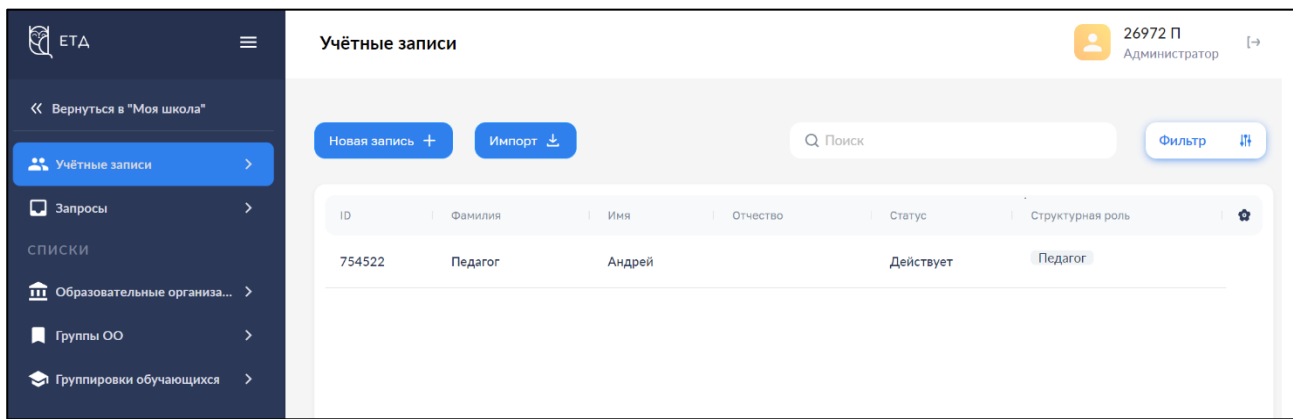 ЕТД
Учётные записи
26972 П
Администратор
Вернуться в "Моя школа"
Учётные записи
Запросы
СПИСКИ
Образовательные организа...
Группы ОО
Группировки обучающихся
Новая запись
Импорт
Поиск
Фильтр
ID Фамилия Имя Отчество Статус Структурная роль
754522 Педагог Андрей Действует Педагог